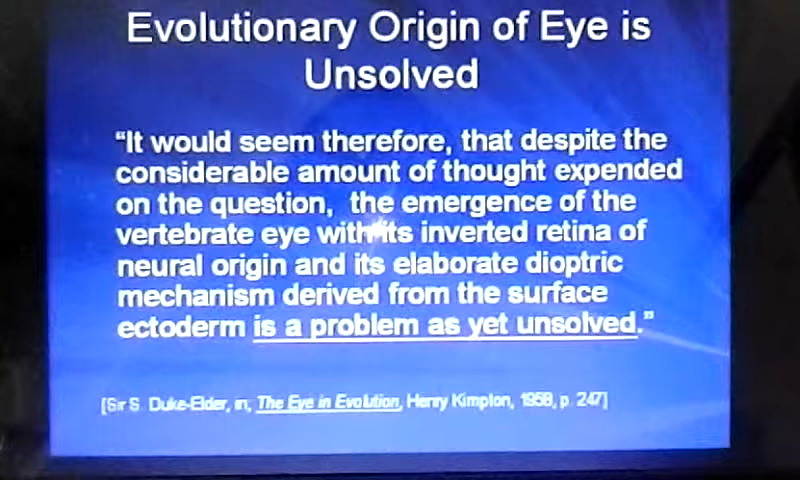 Evolutionary Origin of Eye is
Unsolved
“It would seem therefore, that despite the
considerable amount of thought expended
on the question, the emergence of the
vertebrate eye with its inverted retina of
neural origin and its elaborate dioptric
mechanism derived from the surface
ectoderm is a problem as yet unsolved.”
[Sir S. Duke-Elder, in; The Eye in Evolution, Henry Kimpton, 1958, p. 247]